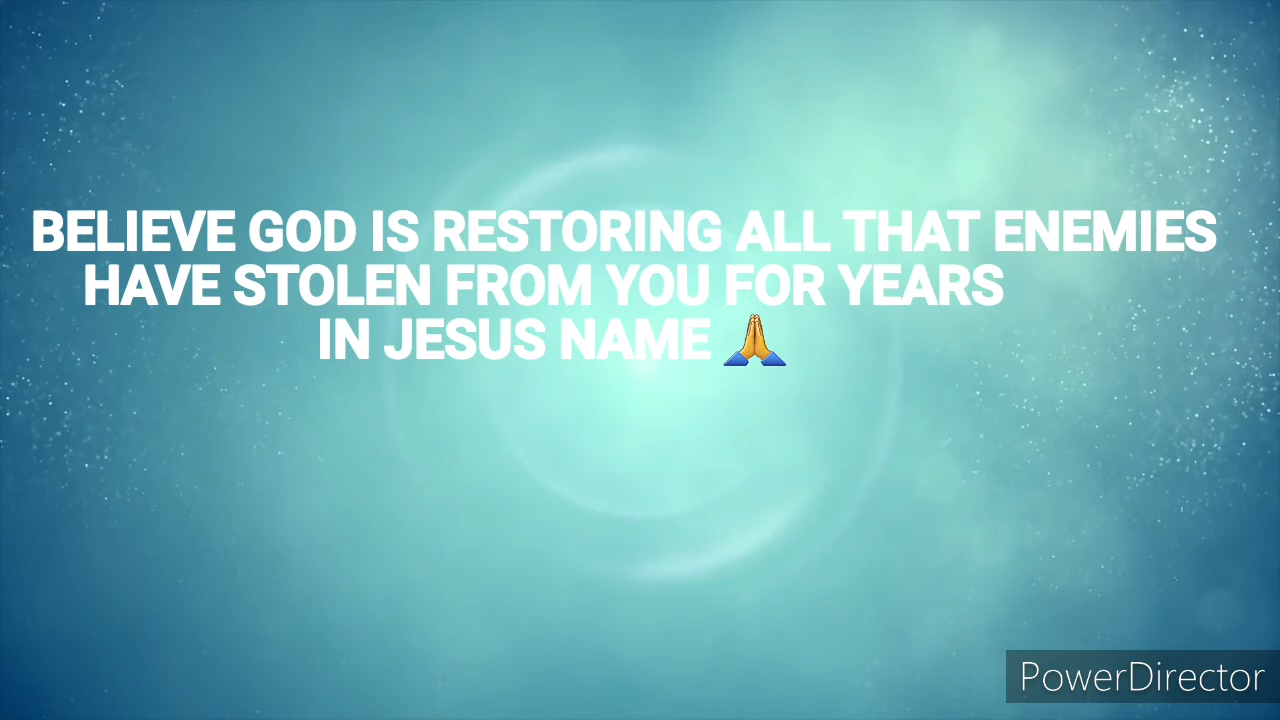 BELIEVE GOD IS RESTORING ALL THAT ENEMIES
HAVE STOLEN FROM YOU FOR YEARS
IN JESUS NAME 🙏
PowerDirector